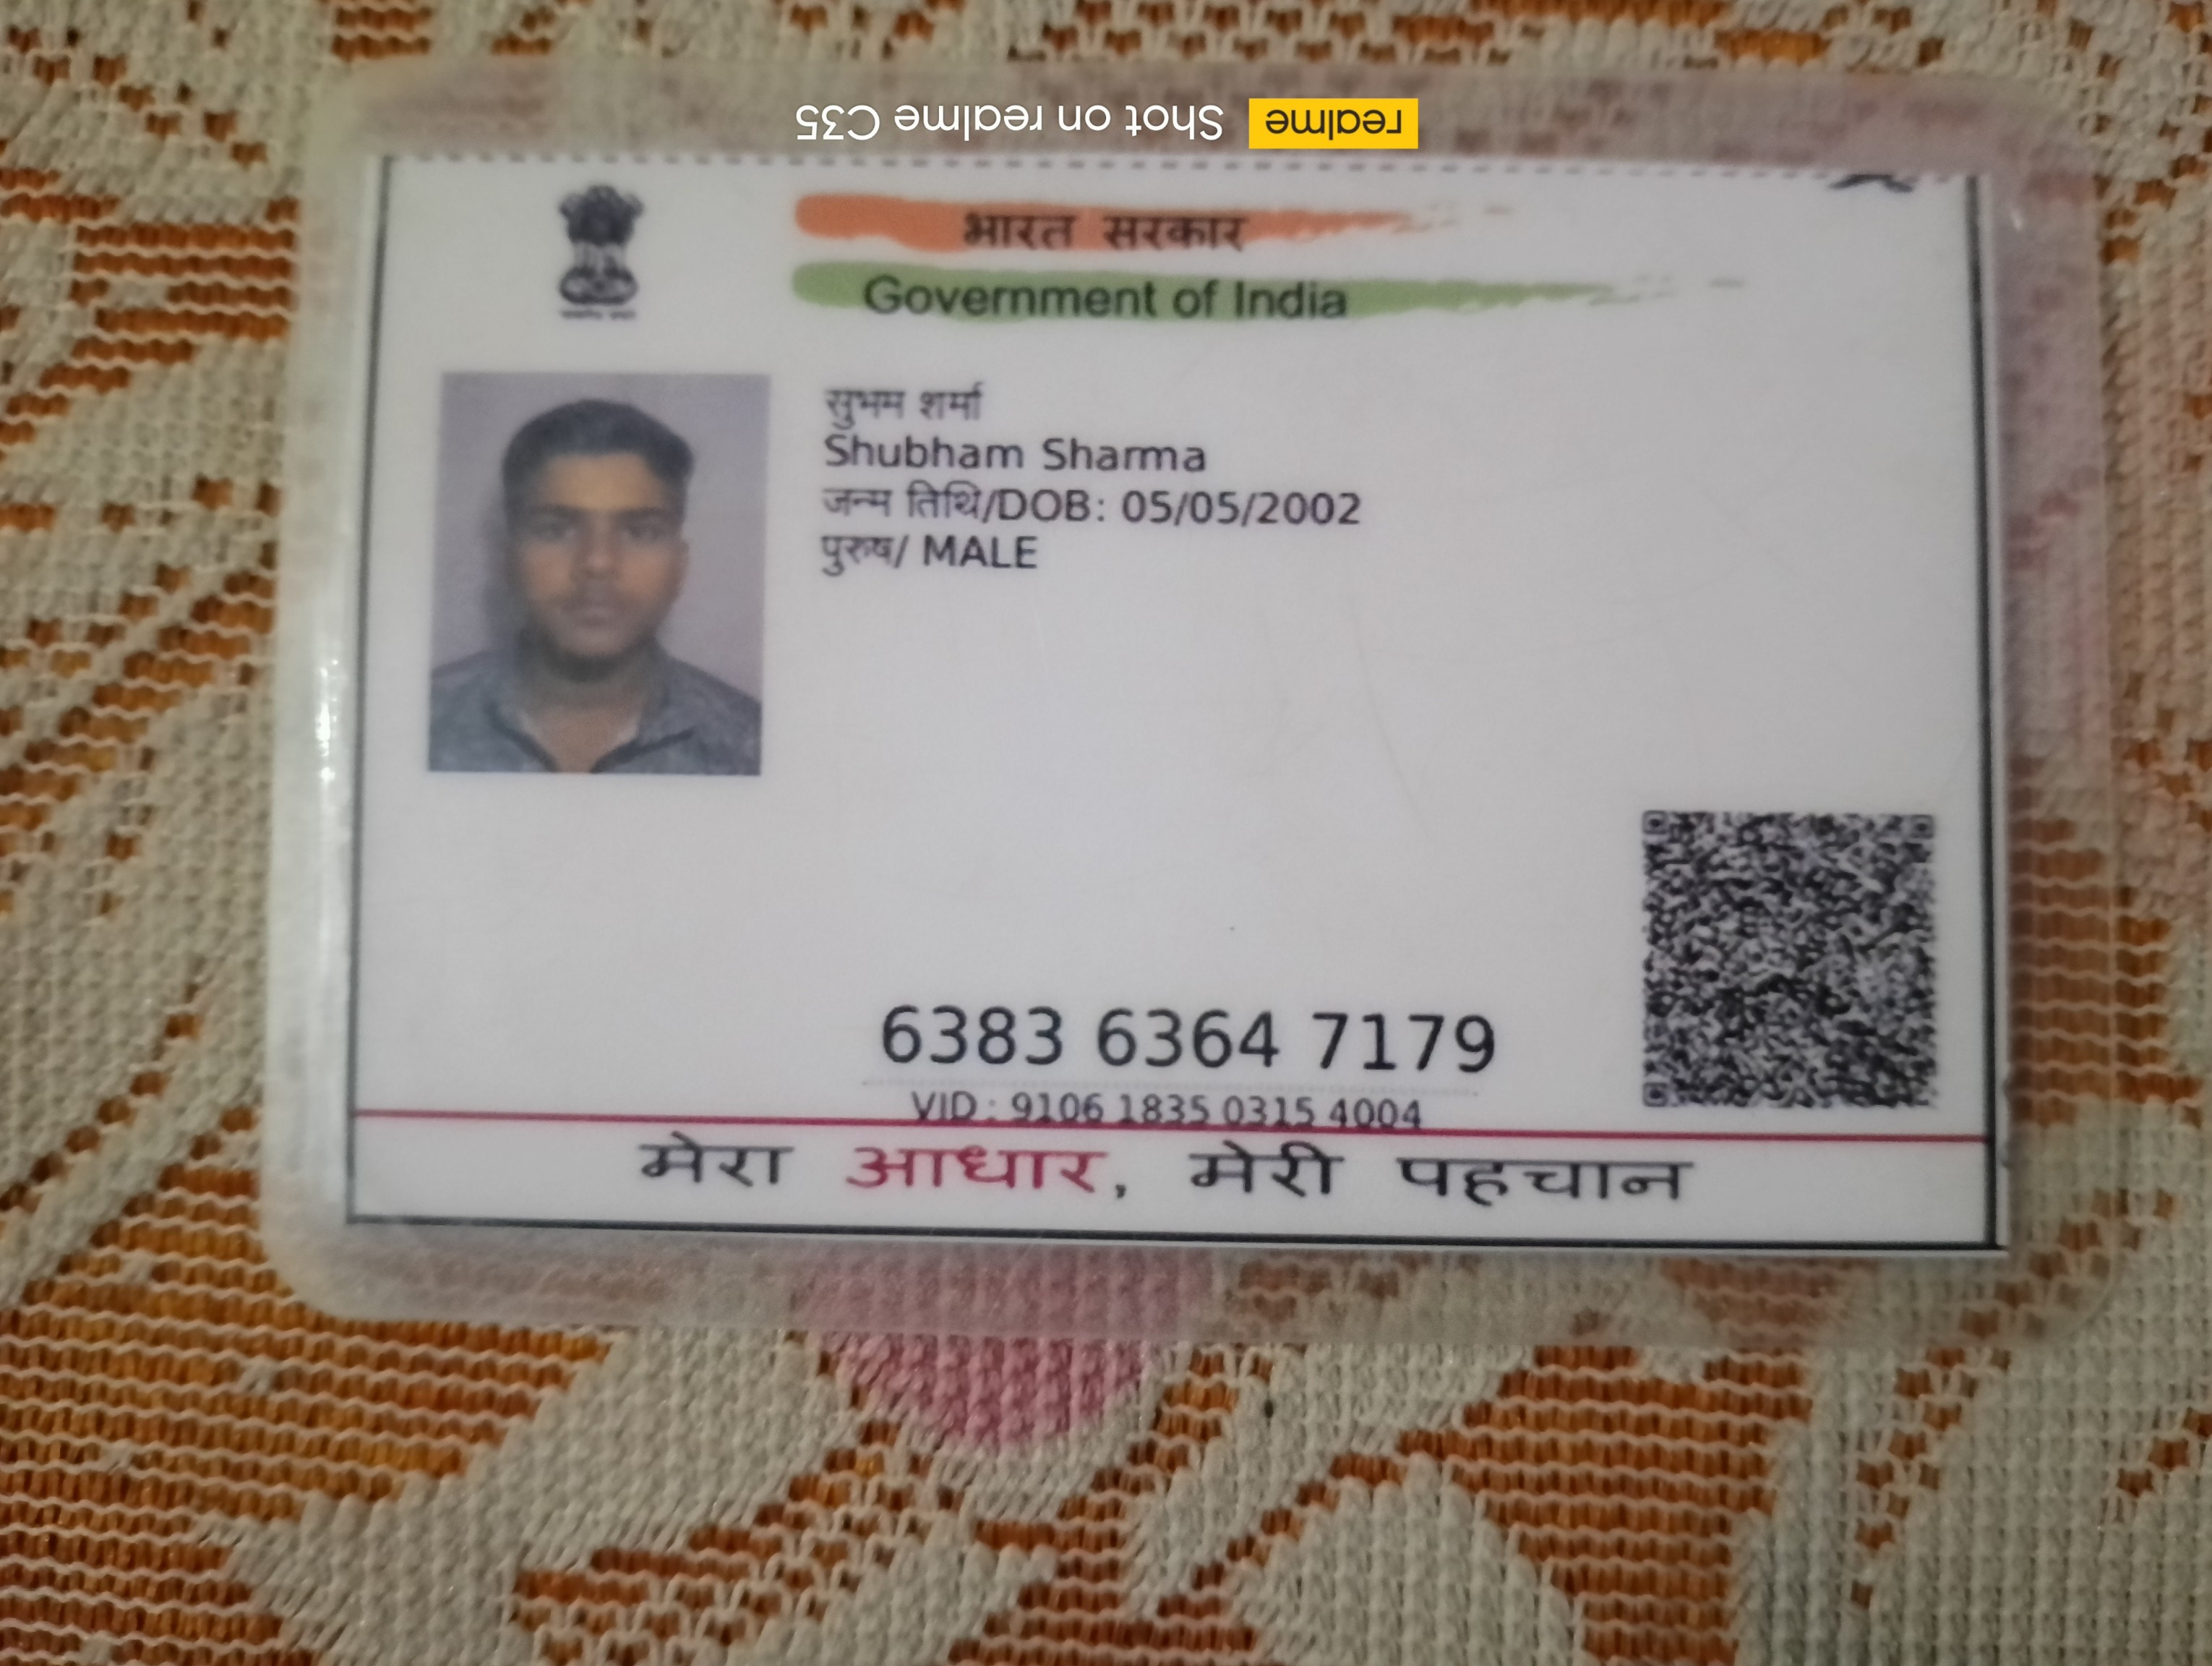 realme Shot on realme C35
भारत सरकार
Government of India
सुभम शर्मा
Shubham Sharma
जन्म तिथि/DOB: 05/05/2002
पुरुष/ MALE
6383 6364 7179
VID : 9106 1835 0315 4004
मेरा आधार, मेरी पहचान